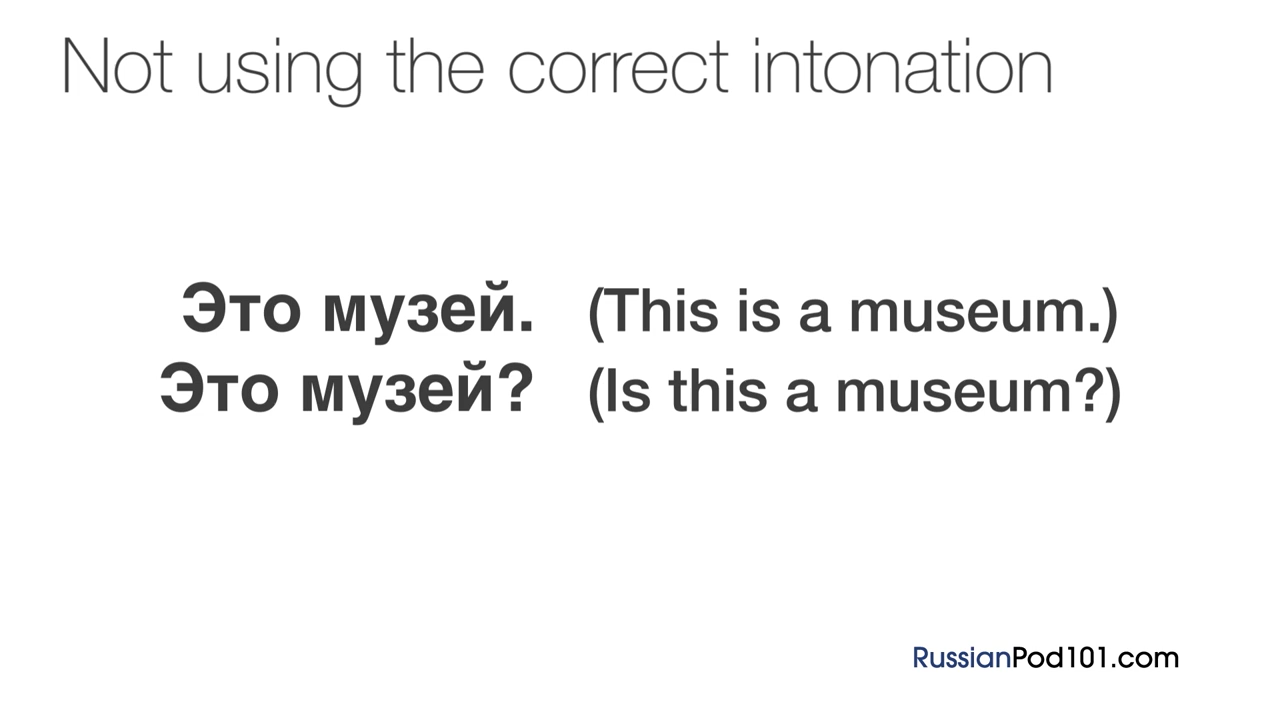 Not using the correct intonation
Это музей. (This is a museum.)
Это музей? (Is this a museum?)
RussianPod101.com